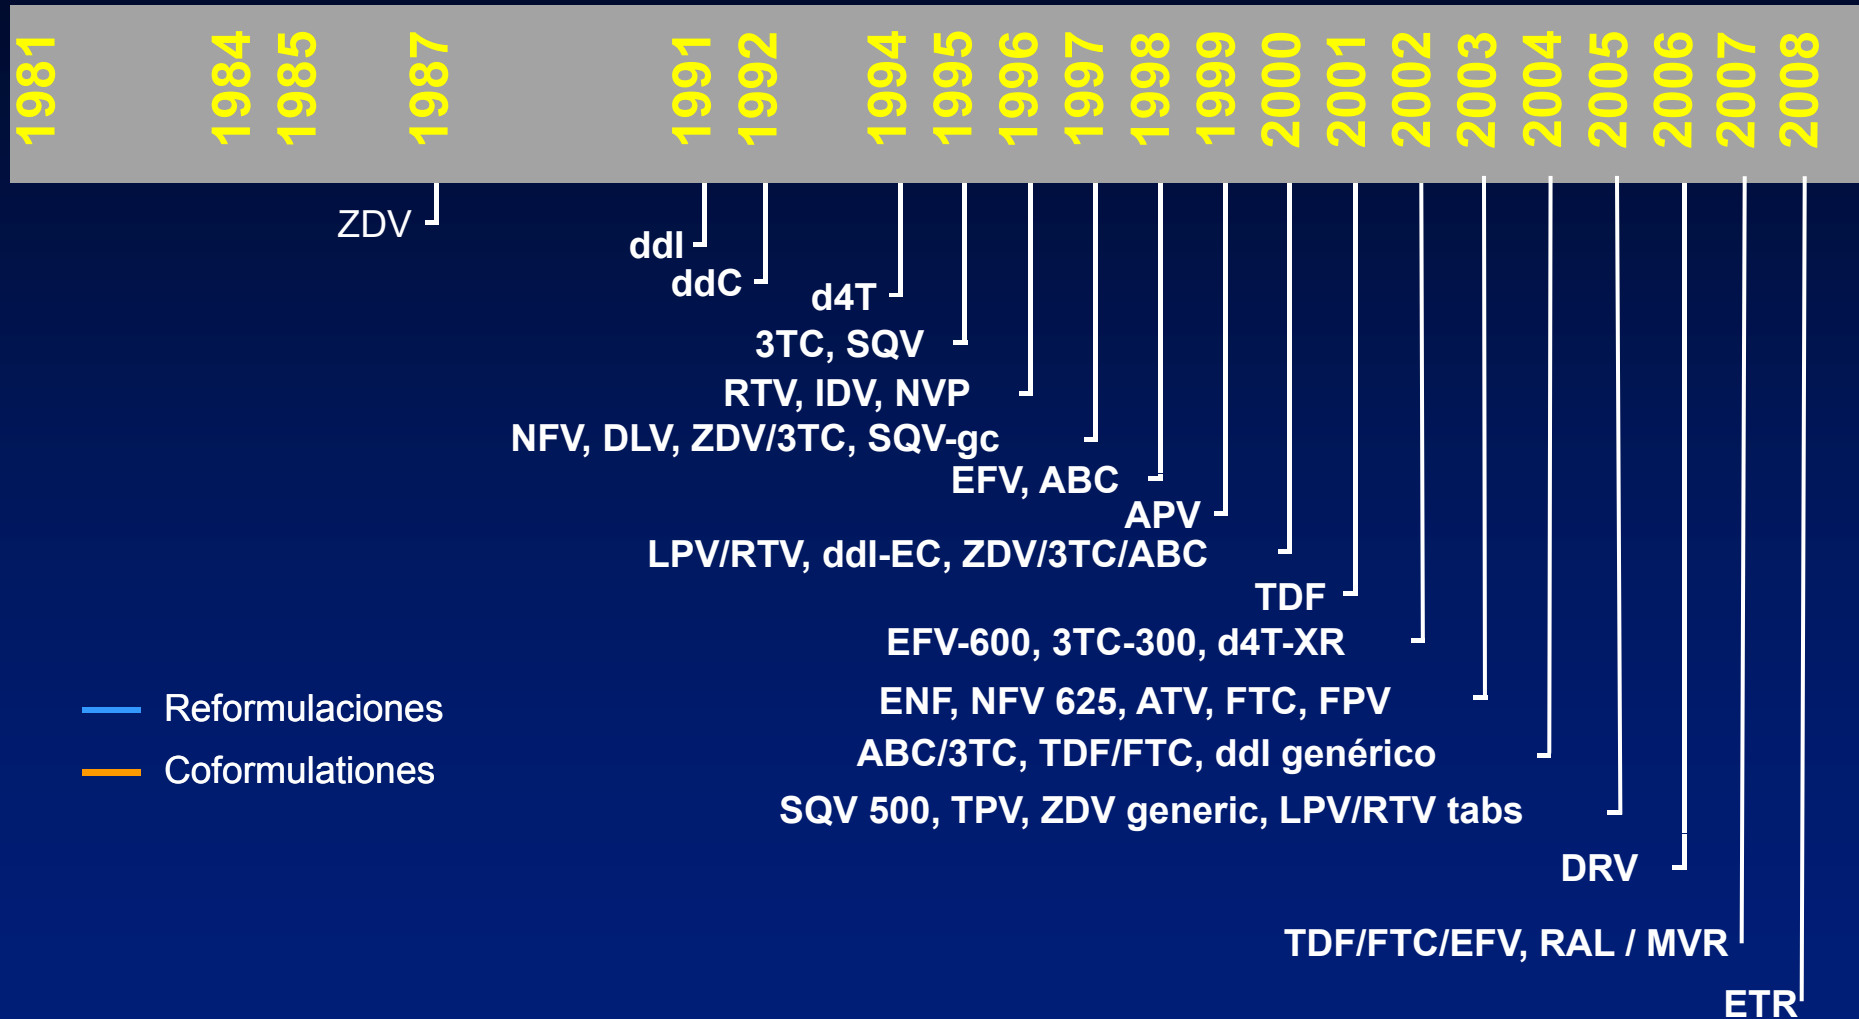 1981
1984
1985
1987
1991
1992
1994
1995
1996
1997
1998
1999
2000
2001
2002
2003
2004
2005
2006
2007
2008
ZDV
ddI
ddC
d4T
3TC, SQV
RTV, IDV, NVP
NFV, DLV, ZDV/3TC, SQV-gc
EFV, ABC
APV
LPV/RTV, ddI-EC, ZDV/3TC/ABC
TDF
EFV-600, 3TC-300, d4T-XR
ENF, NFV 625, ATV, FTC, FPV
Reformulaciones
ABC/3TC, TDF/FTC, ddI genérico
Coformulationes
SQV 500, TPV, ZDV generic, LPV/RTV tabs
DRV
TDF/FTC/EFV, RAL / MVR
ETR